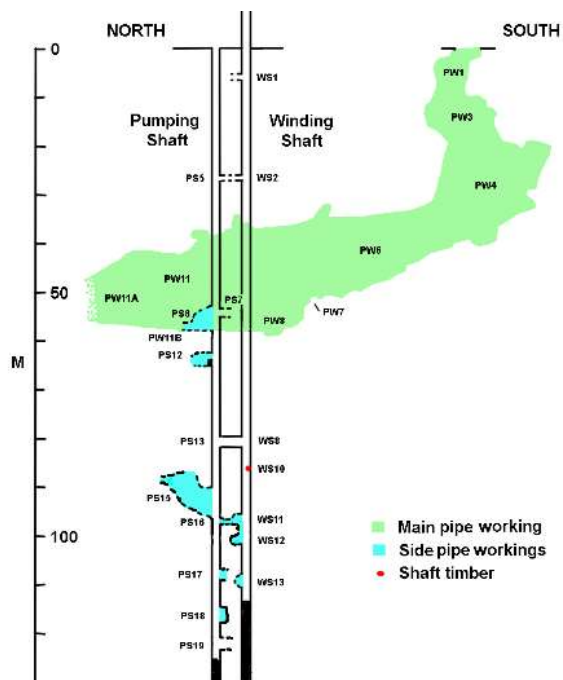 NORTH
SOUTH
0
PW1
WS1
PW3
Pumping
Shaft
Winding
Shaft
PS5
WS2
PW4
PW6
PW11
PW11A
50
PS7
PS6
PW7
PW8
PW11B
PS12
M
PS13
WS8
WS10
PS15
PS16
WS11
100
WS12
Main pipe working
Side pipe workings
Shaft timber
PS17
WS13
PS18
PS19